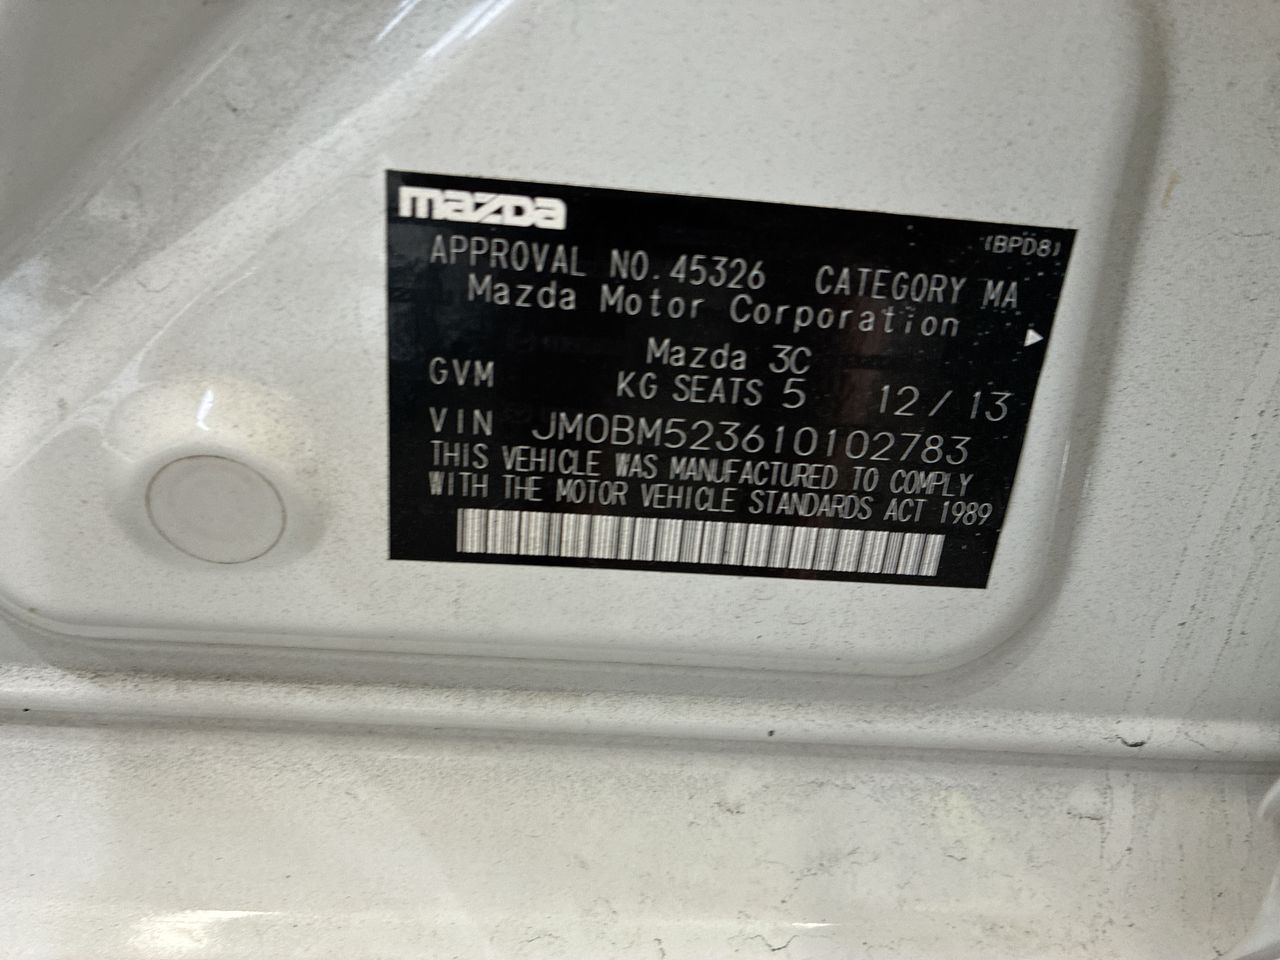 mazda
(BPD8)
APPROVAL NO.45326 CATEGORY MA
Mazda Motor Corporation
Mazda 3C
GVM KG SEATS 5 12/13
VIN JM0BM523610102783
THIS VEHICLE WAS MANUFACTURED TO COMPLY
WITH THE MOTOR VEHICLE STANDARDS ACT 1989